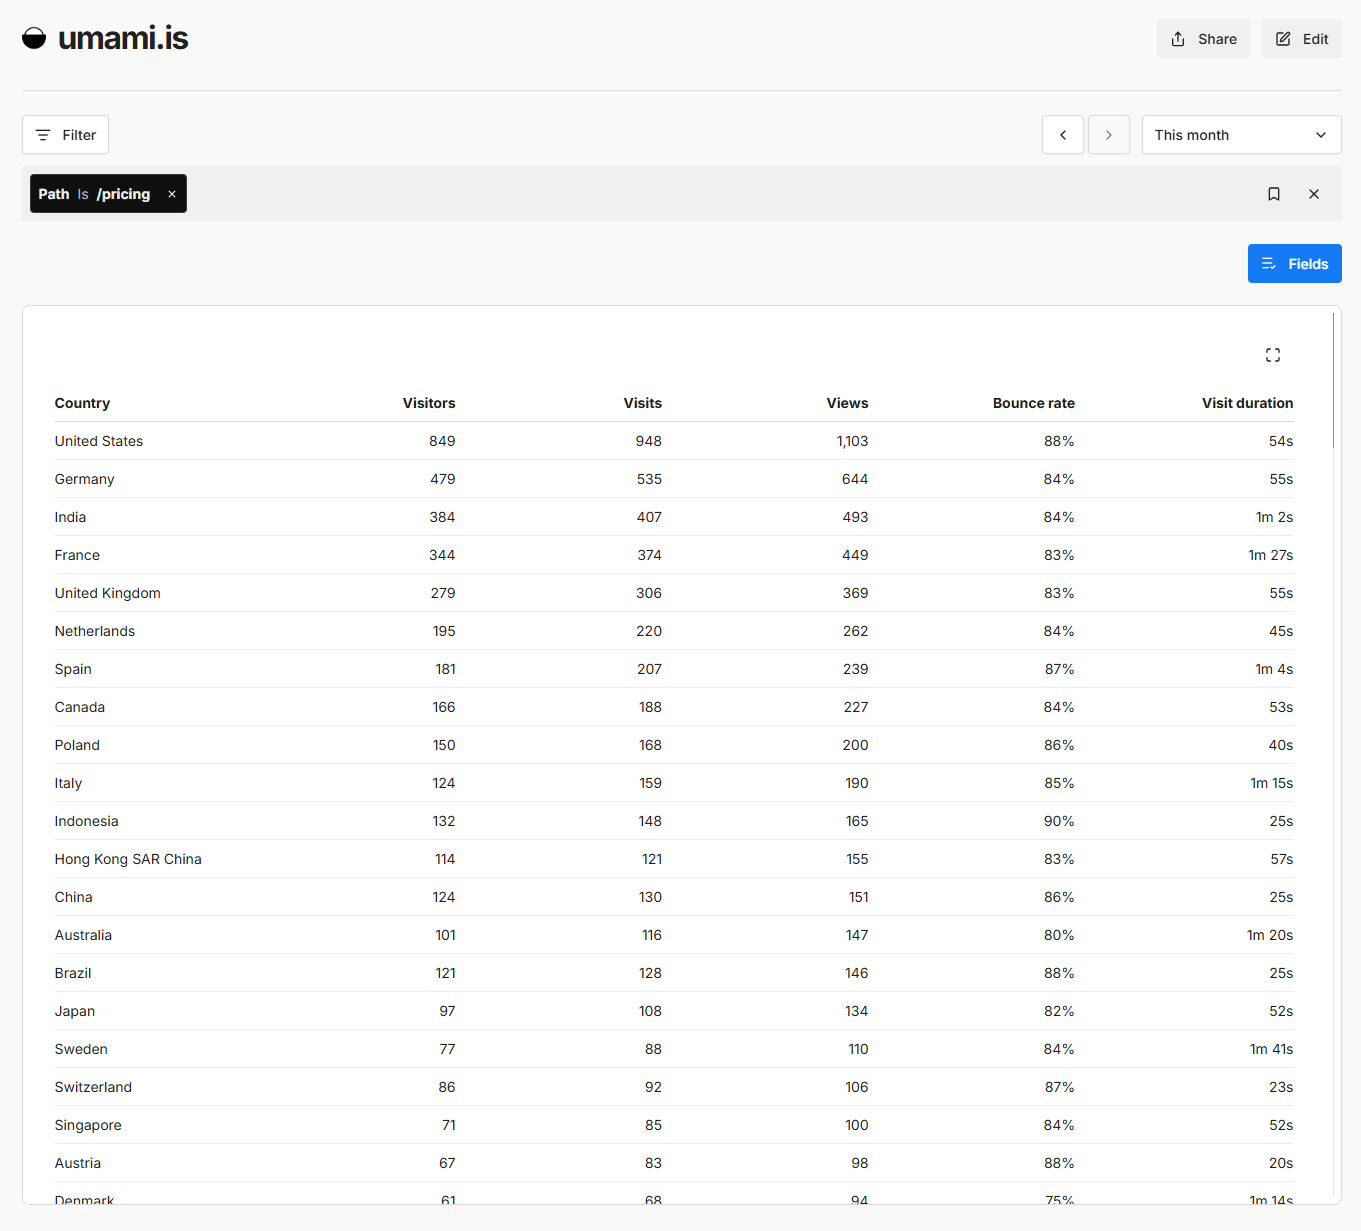 umami.is
Share
Edit
Filter
This month
Path Is /pricing
Fields
Country Visitors Visits Views Bounce rate Visit duration
United States 849 948 1,103 88% 54s
Germany 479 535 644 84% 55s
India 384 407 493 84% 1m 2s
France 344 374 449 83% 1m 27s
United Kingdom 279 306 369 83% 55s
Netherlands 195 220 262 84% 45s
Spain 181 207 239 87% 1m 4s
Canada 166 188 227 84% 53s
Poland 150 168 200 86% 40s
Italy 124 159 190 85% 1m 15s
Indonesia 132 148 165 90% 25s
Hong Kong SAR China 114 121 155 83% 57s
China 124 130 151 86% 25s
Australia 101 116 147 80% 1m 20s
Brazil 121 128 146 88% 25s
Japan 97 108 134 82% 52s
Sweden 77 88 110 84% 1m 41s
Switzerland 86 92 106 87% 23s
Singapore 71 85 100 84% 52s
Austria 67 83 98 88% 20s
Denmark 61 68 94 75% 1m 14s